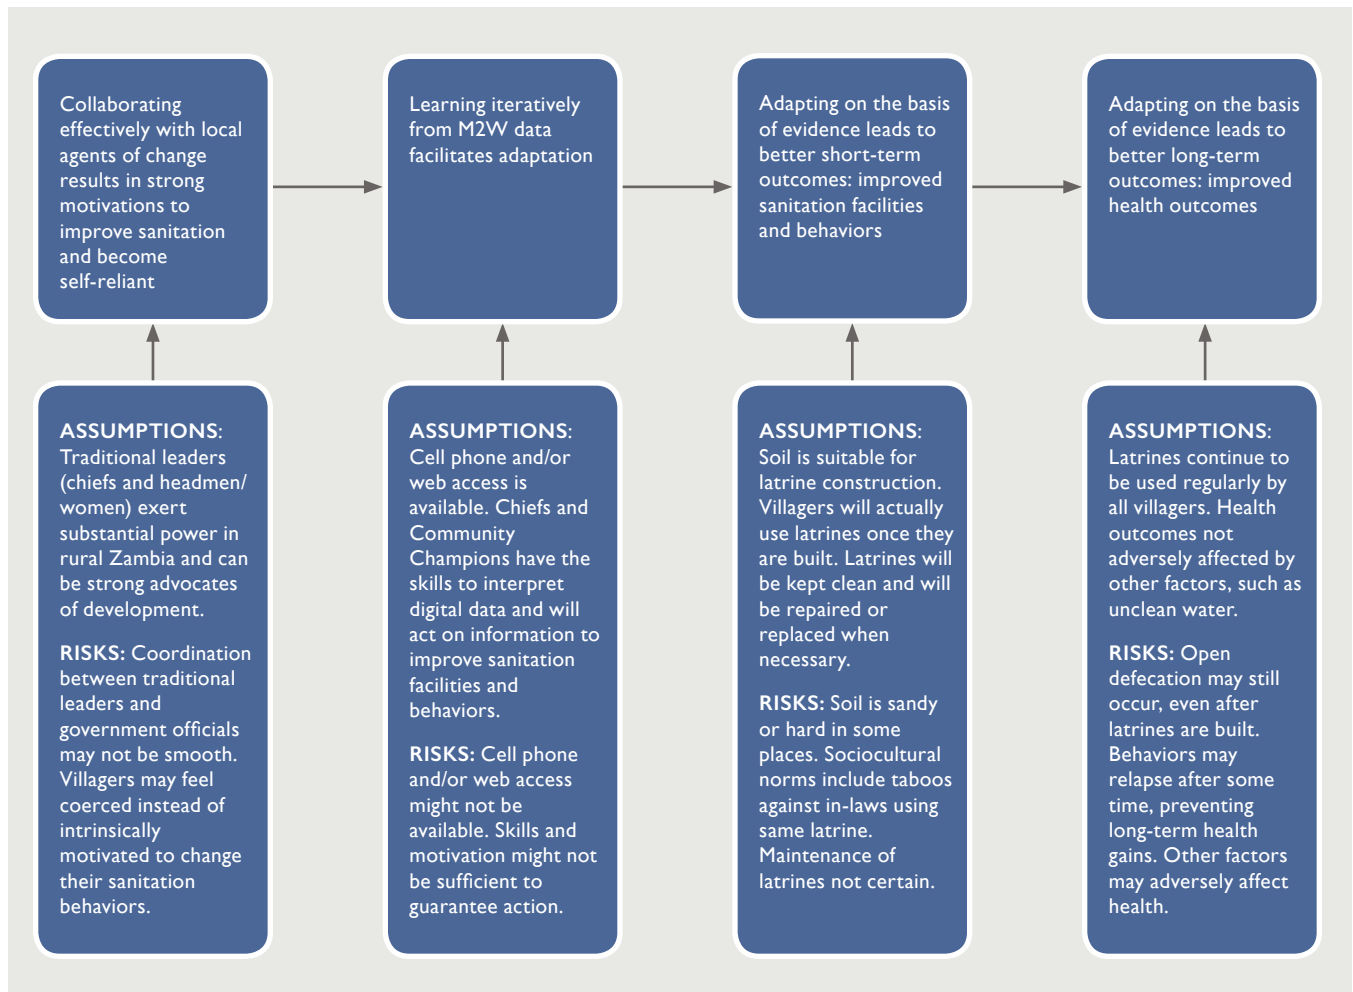 Collaborating
effectively with local
agents of change
results in strong
motivations to
improve sanitation
and become
self-reliant
Learning iteratively
from M2W data
facilitates adaptation
Adapting on the basis
of evidence leads to
better short-term
outcomes: improved
sanitation facilities
and behaviors
Adapting on the basis
of evidence leads to
better long-term
outcomes: improved
health outcomes
ASSUMPTIONS:
Traditional leaders
(chiefs and headmen/
women) exert
substantial power in
rural Zambia and can
be strong advocates
of development.
RISKS: Coordination
between traditional
leaders and
government officials
may not be smooth.
Villagers may feel
coerced instead of
intrinsically
motivated to change
their sanitation
behaviors.
ASSUMPTIONS:
Cell phone and/or
web access is
available. Chiefs and
Community
Champions have the
skills to interpret
digital data and will
act on information to
improve sanitation
facilities and
behaviors.
RISKS: Cell phone
and/or web access
might not be
available. Skills and
motivation might not
be sufficient to
guarantee action.
ASSUMPTIONS:
Soil is suitable for
latrine construction.
Villagers will actually
use latrines once they
are built. Latrines will
be kept clean and will
be repaired or
replaced when
necessary.
RISKS: Soil is sandy
or hard in some
places. Sociocultural
norms include taboos
against in-laws using
same latrine.
Maintenance of
latrines not certain.
ASSUMPTIONS:
Latrines continue to
be used regularly by
all villagers. Health
outcomes not
adversely affected by
other factors, such as
unclean water.
RISKS: Open
defecation may still
occur, even after
latrines are built.
Behaviors may
relapse after some
time, preventing
long-term health
gains. Other factors
may adversely affect
health.